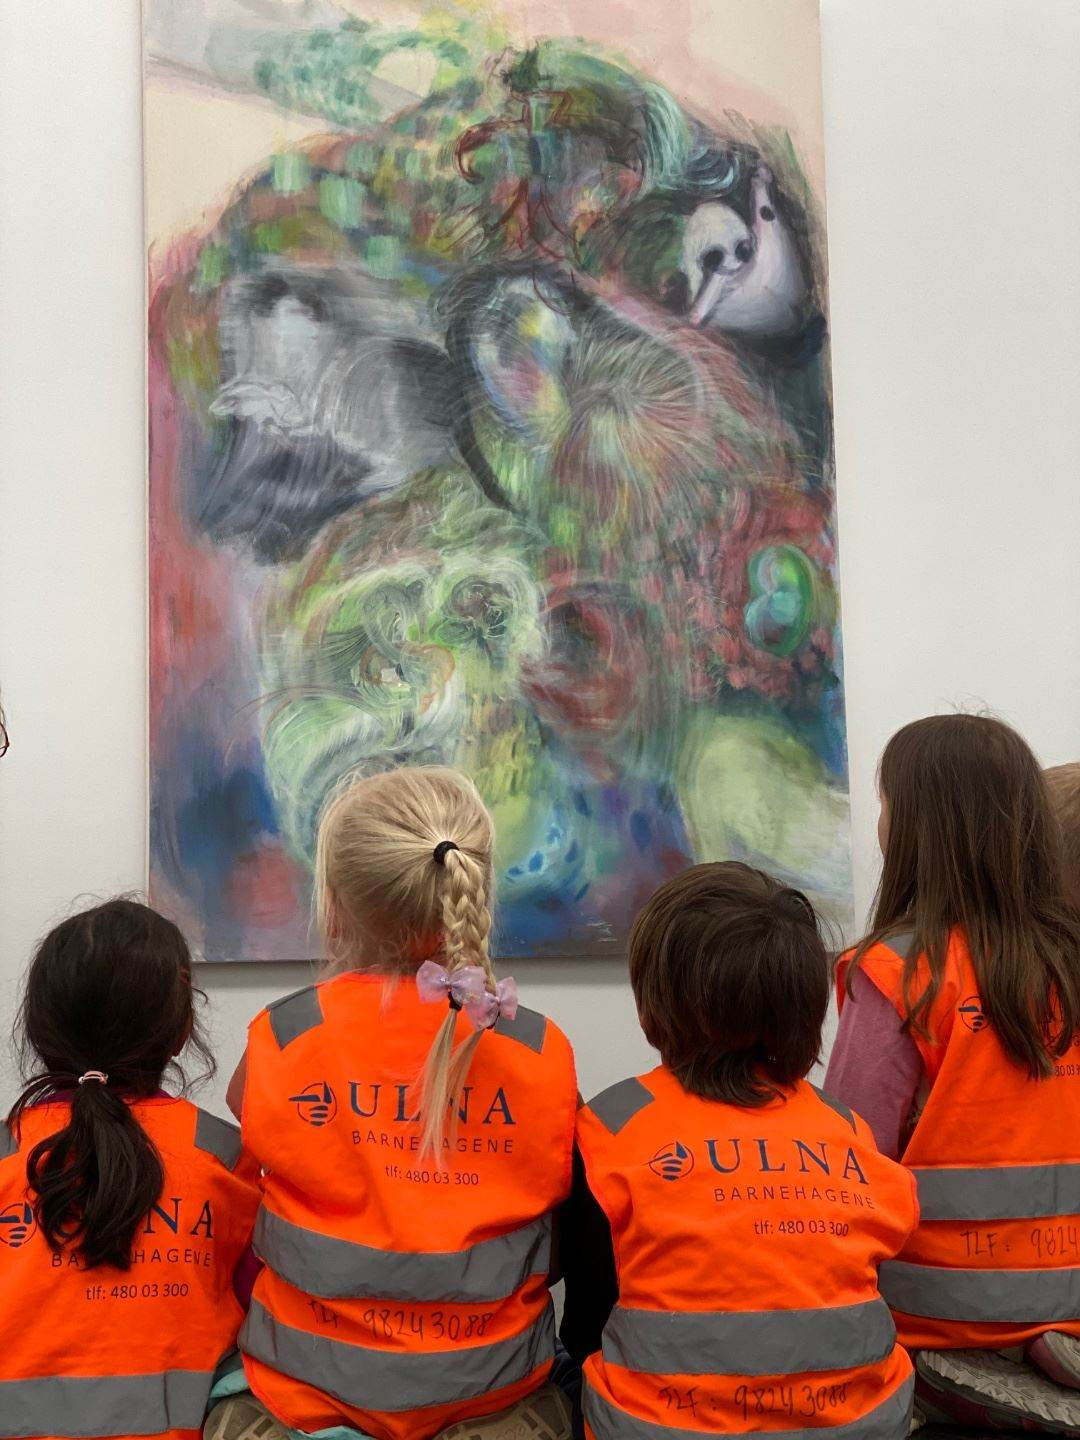 ULNA
BARNEHAGENE
tlf: 480 03 300
TLF 98243088
ULNA
BARNEHAGENE
tlf: 480 03 300
TLF: 98243088
NA
BARNEHAGENE
tlf: 480 03 300
TLF: 9824